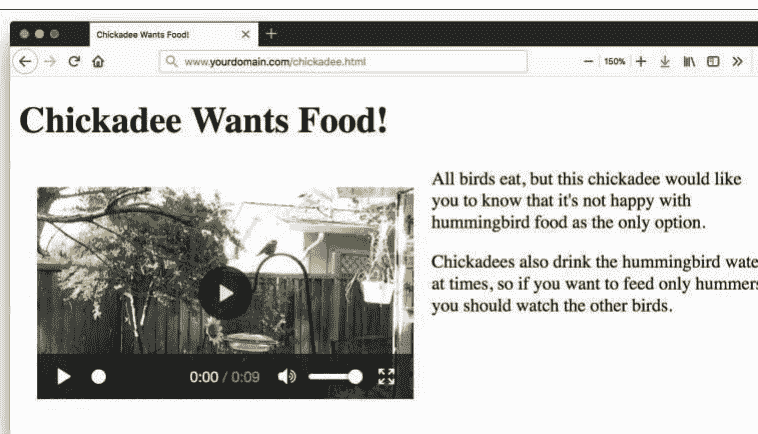 Chickadee Wants Food!
www.yourdomain.com/chickadee.html
150%
Chickadee Wants Food!
All birds eat, but this chickadee would like
you to know that it's not happy with
hummingbird food as the only option.
Chickadees also drink the hummingbird wate
at times, so if you want to feed only hummers
you should watch the other birds.
0:00 / 0:09